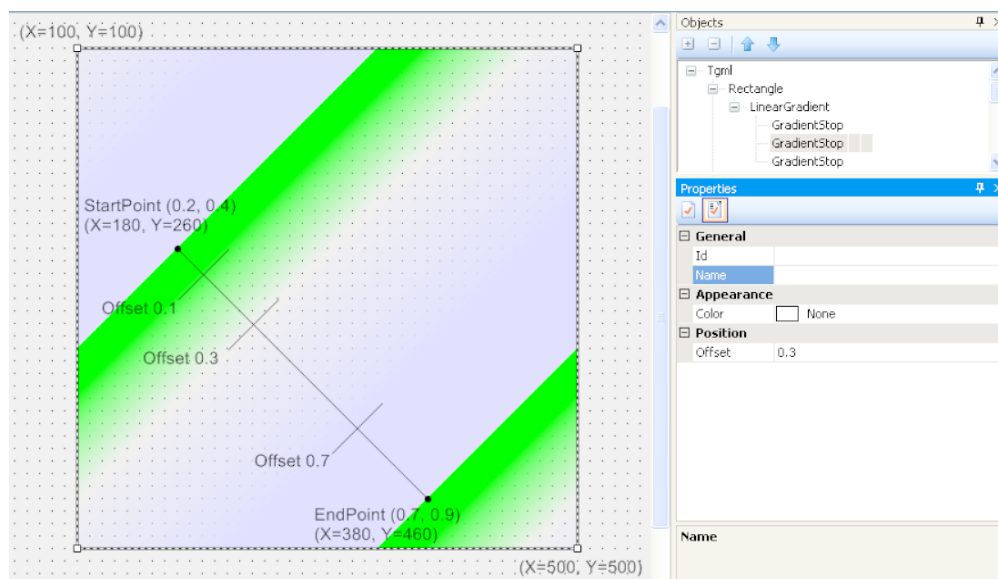 (X=100, Y=100)
StartPoint (0.2, 0.4)
(X=180, Y=260)
Offset 0.1
Offset 0.3
Offset 0.7
EndPoint (0.7, 0.9)
(X=380, Y=460)
(X=500, Y=500)
Objects
Tgml
Rectangle
LinearGradient
GradientStop
GradientStop
GradientStop
Properties
General
Id
Name
Appearance
Color None
Position
Offset 0.3
Name